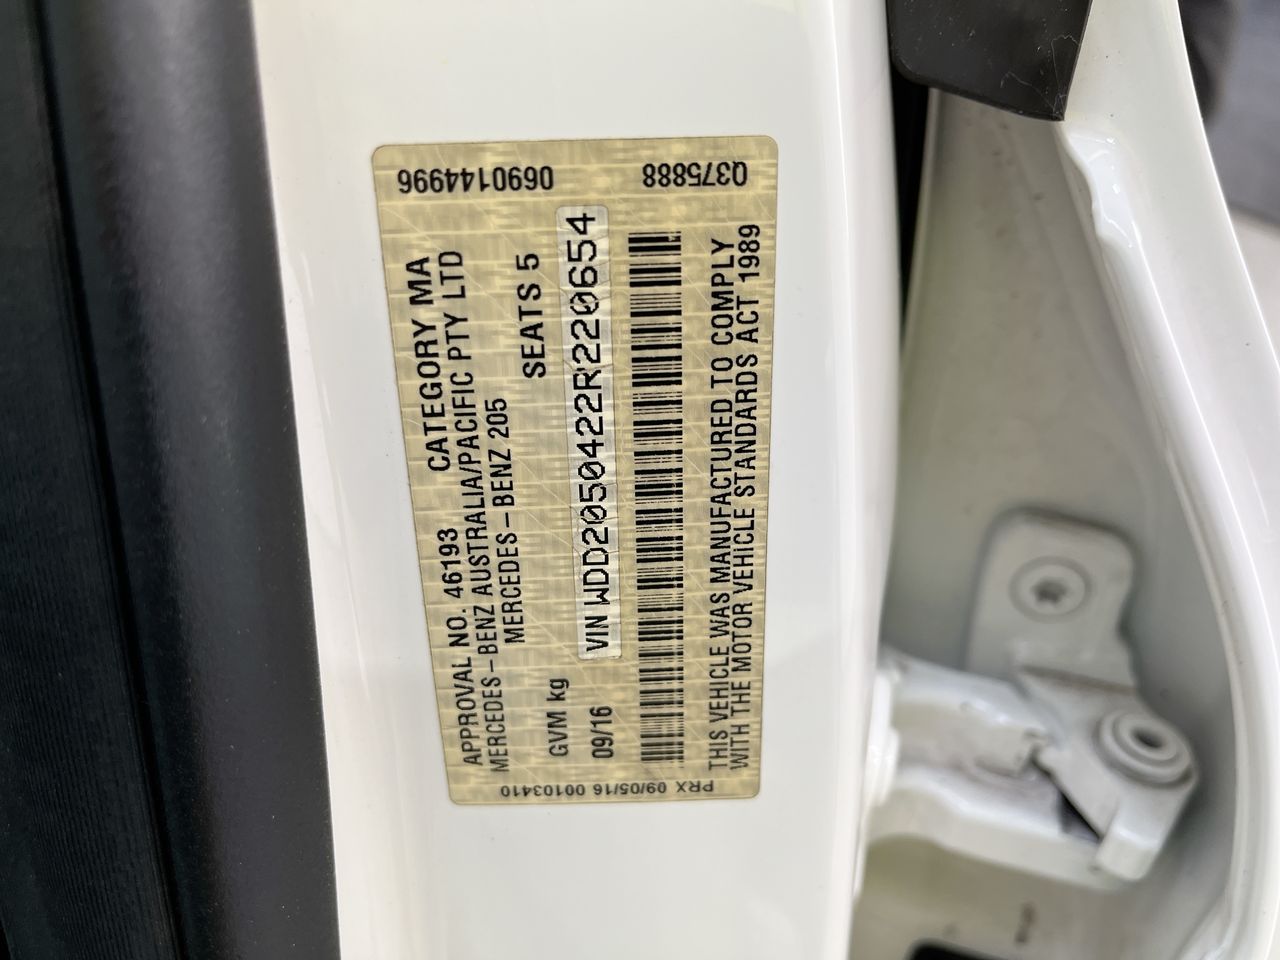 APPROVAL NO. 46193 CATEGORY MA
MERCEDES-BENZ AUSTRALIA/PACIFIC PTY LTD
MERCEDES-BENZ 205
GVM kg SEATS 5
09/16 VIN WDD2050422R220654
THIS VEHICLE WAS MANUFACTURED TO COMPLY
WITH THE MOTOR VEHICLE STANDARDS ACT 1989
0690144996
Q375888
PRX 09/05/16 00103410